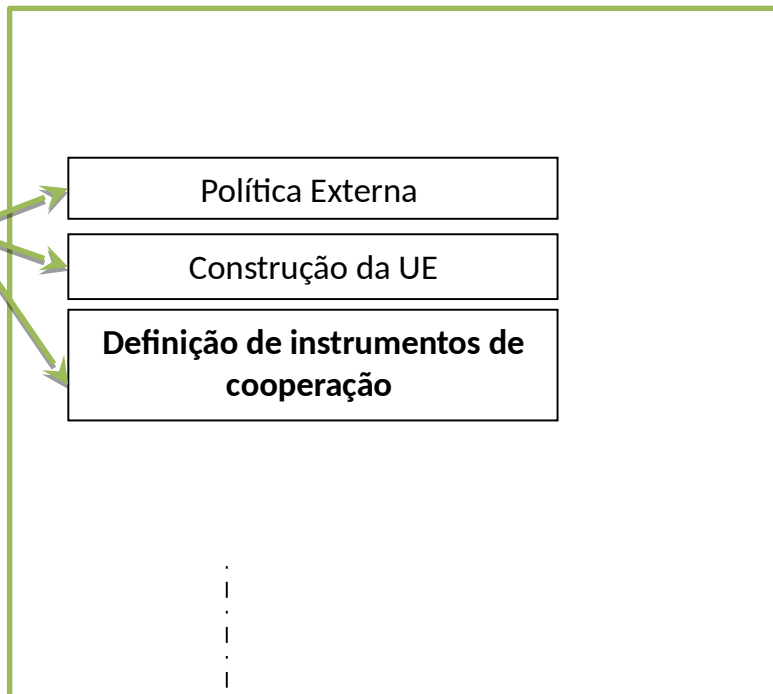 Política Externa
Construção da UE
Definição de instrumentos de
cooperação